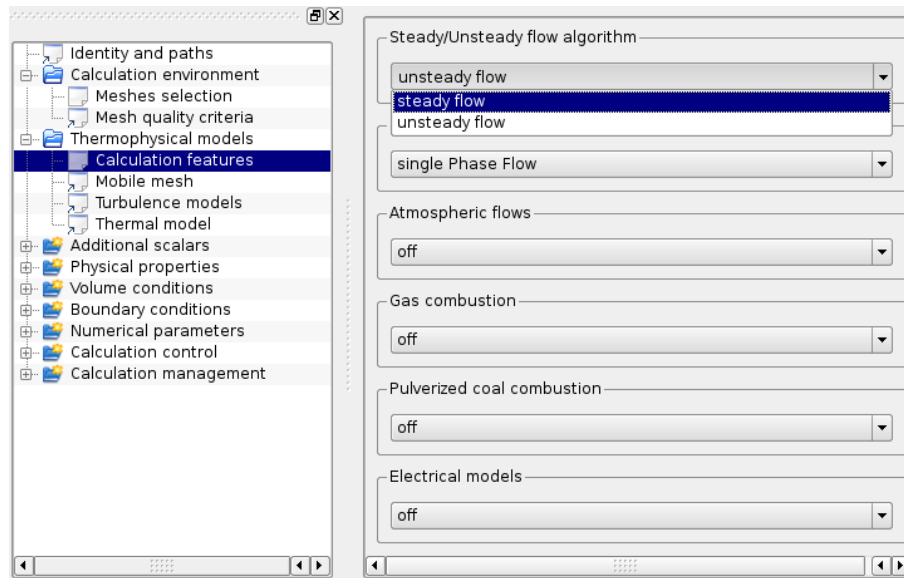 Identity and paths
Calculation environment
Meshes selection
Mesh quality criteria
Thermophysical models
Calculation features
Mobile mesh
Turbulence models
Thermal model
Additional scalars
Physical properties
Volume conditions
Boundary conditions
Numerical parameters
Calculation control
Calculation management
Steady/Unsteady flow algorithm
unsteady flow
steady flow
unsteady flow
single Phase Flow
Atmospheric flows
off
Gas combustion
off
Pulverized coal combustion
off
Electrical models
off